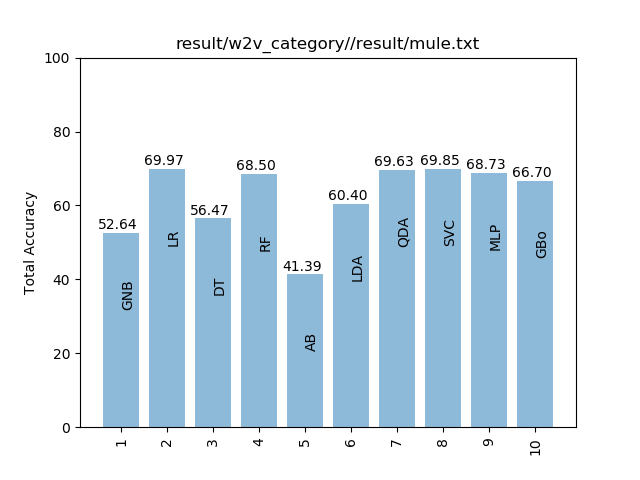 result/w2v_category//result/mule.txt
Total Accuracy
100
80
60
40
20
0
52.64
69.97
56.47
68.50
41.39
60.40
69.63
69.85
68.73
66.70
GNB
LR
DT
RF
AB
LDA
QDA
SVC
MLP
GBo
1
2
3
4
5
6
7
8
9
10